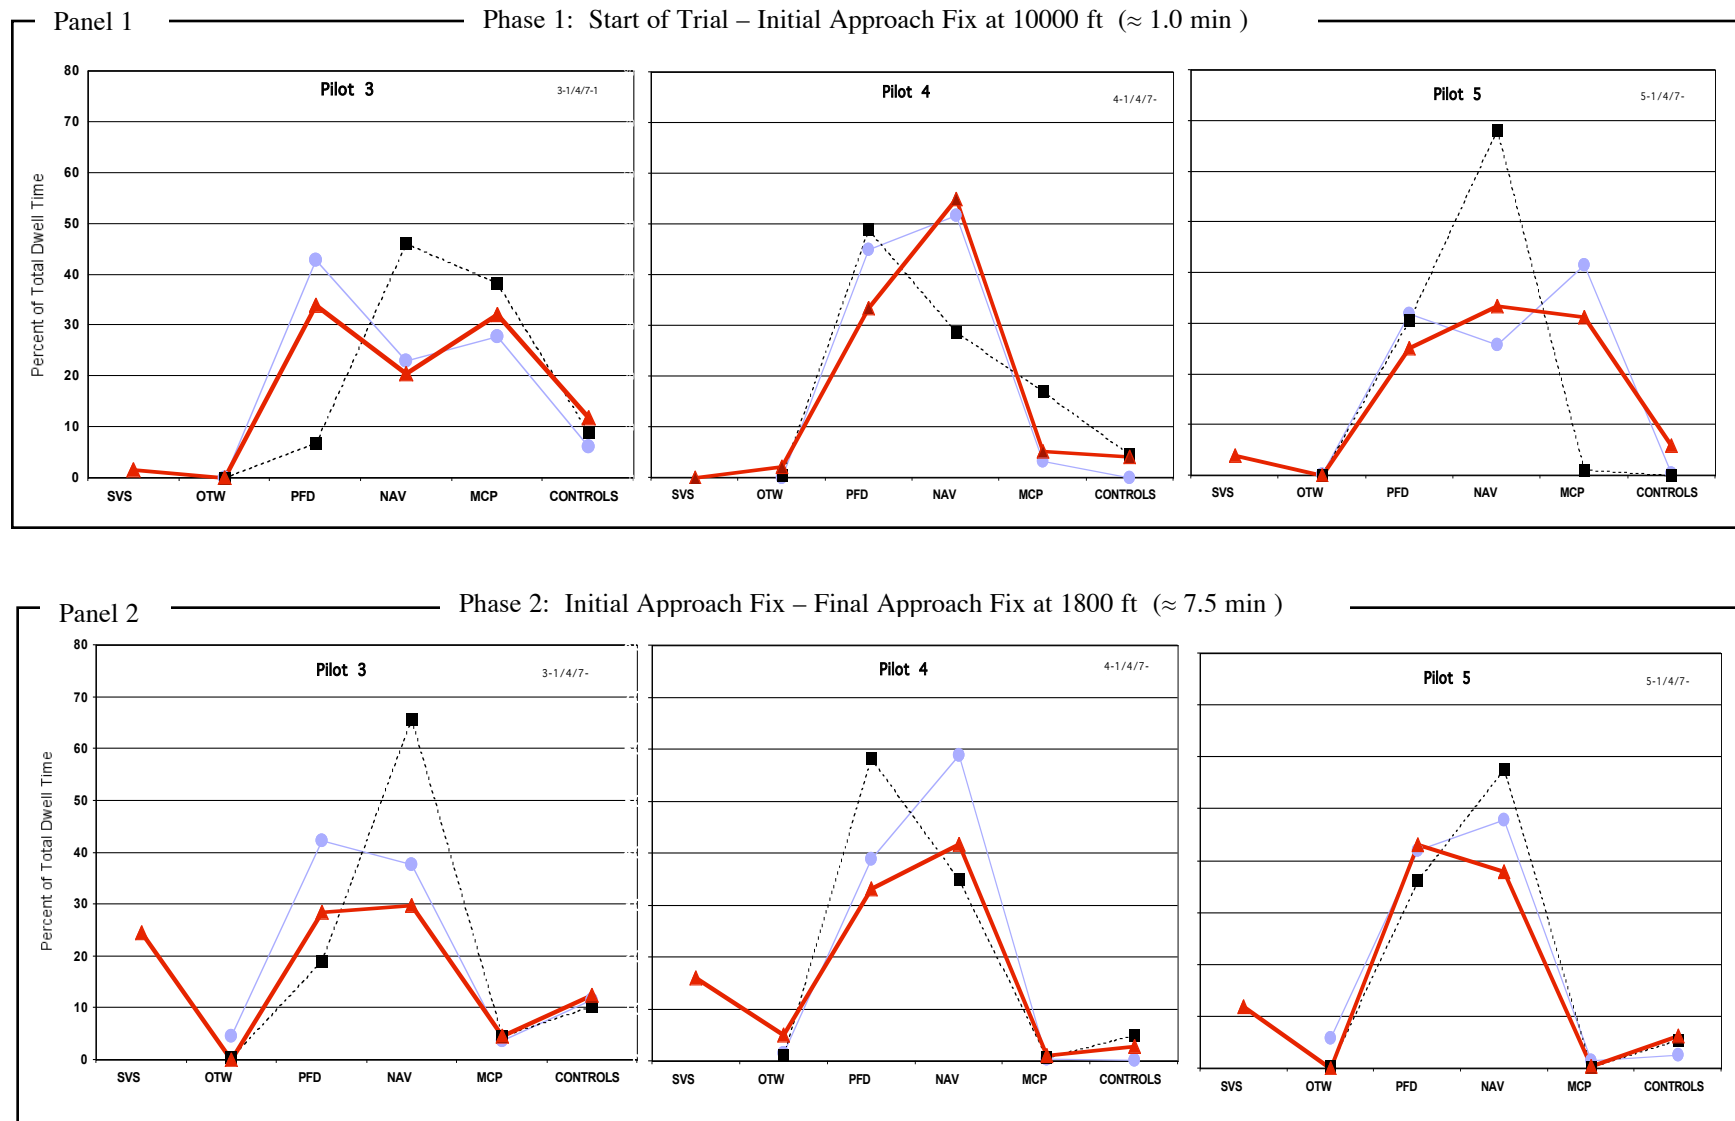 Panel 1
Phase 1: Start of Trial – Initial Approach Fix at 10000 ft (≈ 1.0 min )
Percent of Total Dwell Time
80
70
60
50
40
30
20
10
0
Pilot 3
3-1/4/7-1
SVS OTW PFD NAV MCP CONTROLS
Pilot 4
4-1/4/7-
SVS OTW PFD NAV MCP CONTROLS
Pilot 5
5-1/4/7-
SVS OTW PFD NAV MCP CONTROLS
Panel 2
Phase 2: Initial Approach Fix – Final Approach Fix at 1800 ft (≈ 7.5 min )
Percent of Total Dwell Time
80
70
60
50
40
30
20
10
0
Pilot 3
3-1/4/7-
SVS OTW PFD NAV MCP CONTROLS
Pilot 4
4-1/4/7-
SVS OTW PFD NAV MCP CONTROLS
Pilot 5
5-1/4/7-
SVS OTW PFD NAV MCP CONTROLS